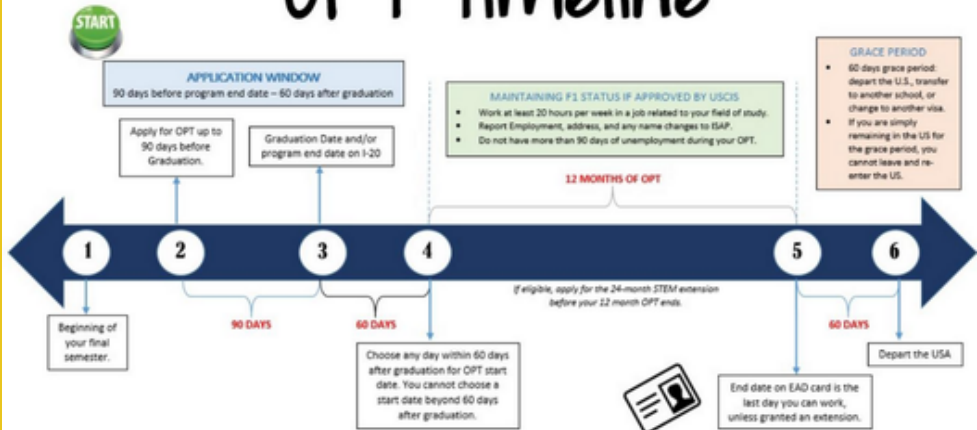 OPT Timeline
START
APPLICATION WINDOW
90 days before program end date – 60 days after graduation
Apply for OPT up to
90 days before
Graduation.
Graduation Date and/or
program end date on I-20
MAINTAINING F1 STATUS IF APPROVED BY USCIS
• Work at least 20 hours per week in a job related to your field of study.
• Report Employment, address, and any name changes to ISAP.
• Do not have more than 90 days of unemployment during your OPT.
12 MONTHS OF OPT
GRACE PERIOD
• 60 days grace period:
depart the U.S., transfer
to another school, or
change to another visa.
• If you are simply
remaining in the US for
the grace period, you
cannot leave and re-
enter the US.
1
2
3
4
5
6
Beginning of
your final
semester.
90 DAYS
60 DAYS
Choose any day within 60 days
after graduation for OPT start
date. You cannot choose a
start date beyond 60 days
after graduation.
If eligible, apply for the 24-month STEM extension
before your 12 month OPT ends.
End date on EAD card is the
last day you can work,
unless granted an extension.
60 DAYS
Depart the USA